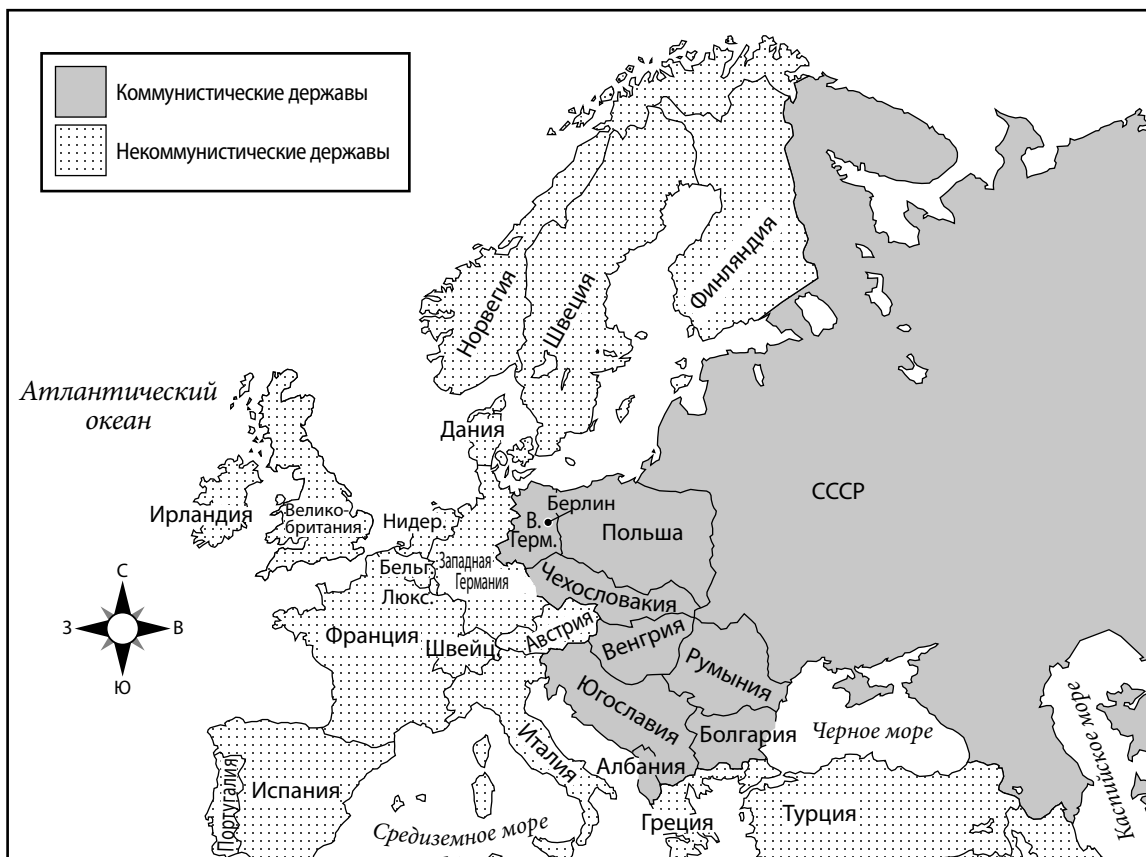 Коммунистические державы
Некоммунистические державы
Атлантический
океан
Норвегия
Швеция
Финляндия
Дания
СССР
Ирландия
Велико-
британия
Нидер.
Берлин
В.
Герм.
Польша
Бельг.
Западная
Германия
Люкс.
Чехословакия
С
З
В
Ю
Франция
Швейц.
Австрия
Венгрия
Румыния
Югославия
Болгария
Черное море
Каспийское море
Италия
Албания
Португалия
Испания
Средиземное море
Греция
Турция